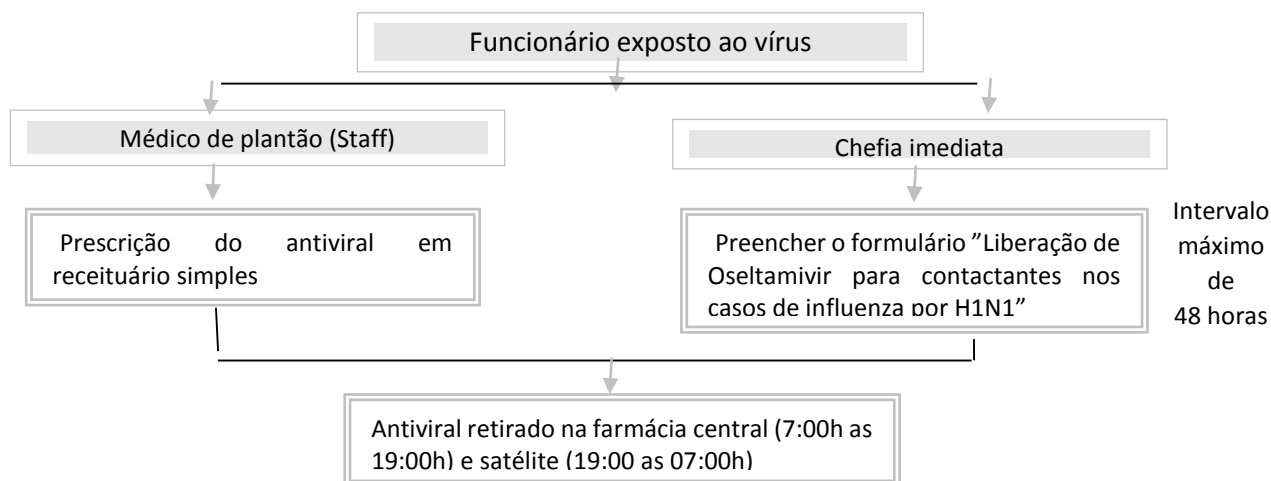 Funcionário exposto ao vírus
Médico de plantão (Staff)
Chefia imediata
Prescrição do antiviral em
receituário simples
Preencher o formulário ”Liberação de
Oseltamivir para contactantes nos
casos de influenza por H1N1”
Intervalo
máximo
de
48 horas
Antiviral retirado na farmácia central (7:00h as
19:00h) e satélite (19:00 as 07:00h)